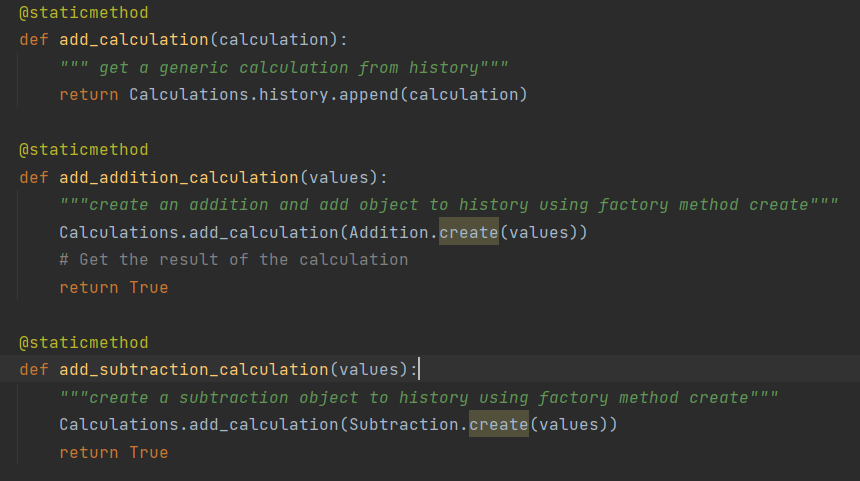 @staticmethod
def add_calculation(calculation):
    """ get a generic calculation from history"""
    return Calculations.history.append(calculation)
@staticmethod
def add_addition_calculation(values):
    """create an addition and add object to history using factory method create"""
    Calculations.add_calculation(Addition.create(values))
    # Get the result of the calculation
    return True
@staticmethod
def add_subtraction_calculation(values):
    """create a subtraction object to history using factory method create"""
    Calculations.add_calculation(Subtraction.create(values))
    return True